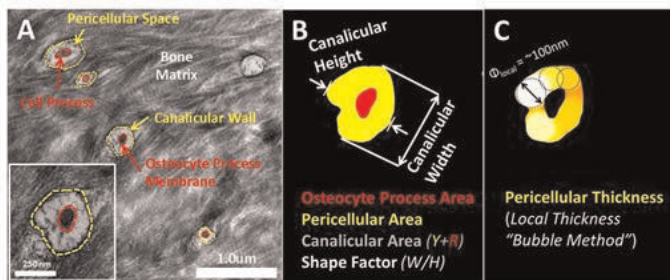 A
Pericellular Space
Bone
Matrix
Cell Process
Canalicular Wall
Osteocyte Process
Membrane
250nm
1.0um
B
Canalicular
Height
Canalicular
Width
Osteocyte Process Area
Pericellular Area
Canalicular Area (Y+R)
Shape Factor (W/H)
C
Φlocal = ~100nm
Pericellular Thickness
(Local Thickness
"Bubble Method")